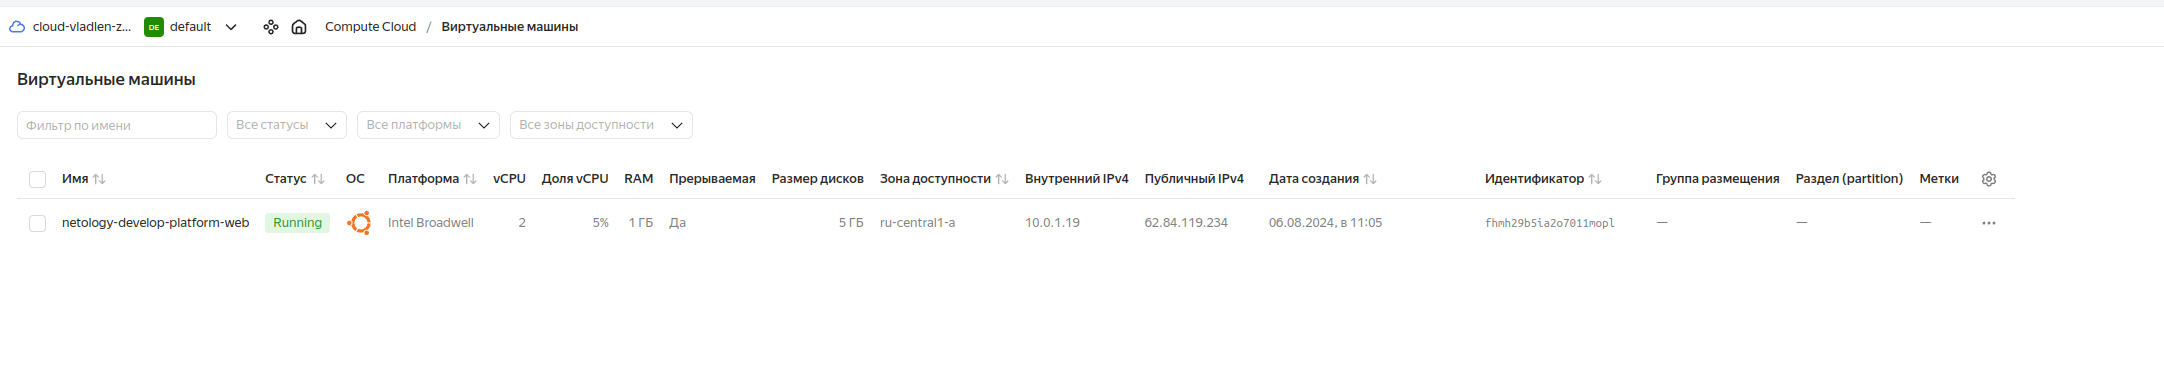 cloud-vladlen-z... DE default Compute Cloud / Виртуальные машины
Виртуальные машины
Фильтр по имени Все статусы Все платформы Все зоны доступности
Имя Статус ОС Платформа vCPU Доля vCPU RAM Прерываемая Размер дисков Зона доступности Внутренний IPv4 Публичный IPv4 Дата создания Идентификатор Группа размещения Раздел (partition) Метки
netology-develop-platform-web Running Intel Broadwell 2 5% 1 ГБ Да 5 ГБ ru-central1-a 10.0.1.19 62.84.119.234 06.08.2024, в 11:05 fhmh29b5ia2o7011mopl — — —